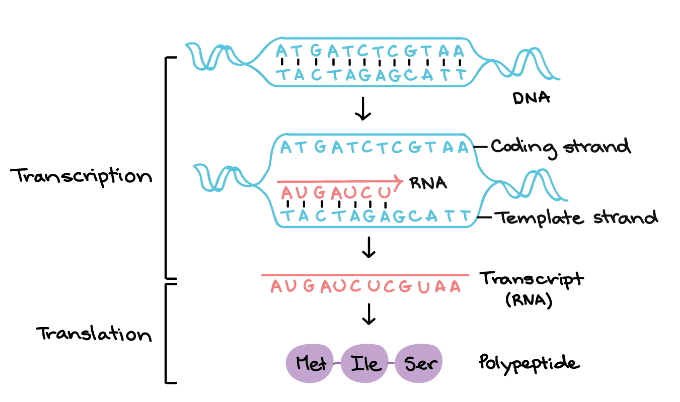 ATGATCTCGTAA
TACTAGAGCATT
DNA
Transcription
ATGATCTCGTAA
Coding strand
RNA
AUGAUCU
TACTAGAGCATT
Template strand
AUGAUCUCGUAA
Transcript
(RNA)
Translation
Met Ile Ser
Polypeptide